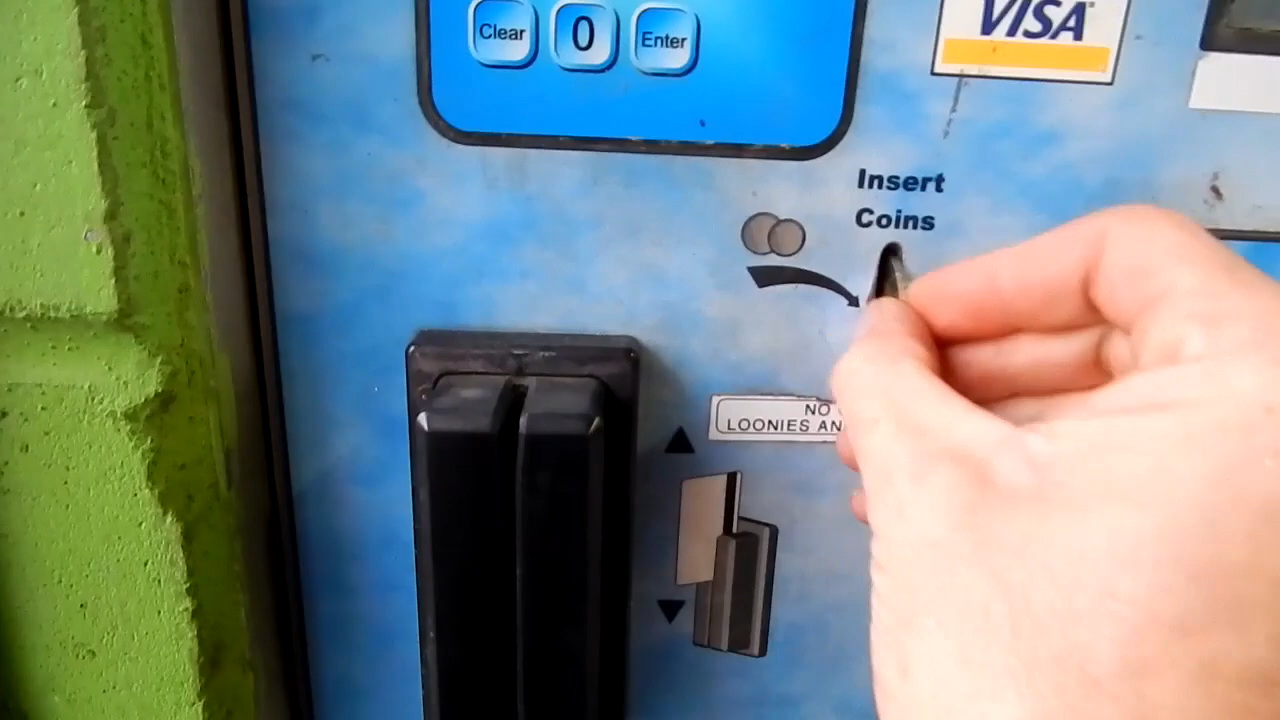 Clear 0 Enter
VISA
Insert
Coins
NO
LOONIES AN